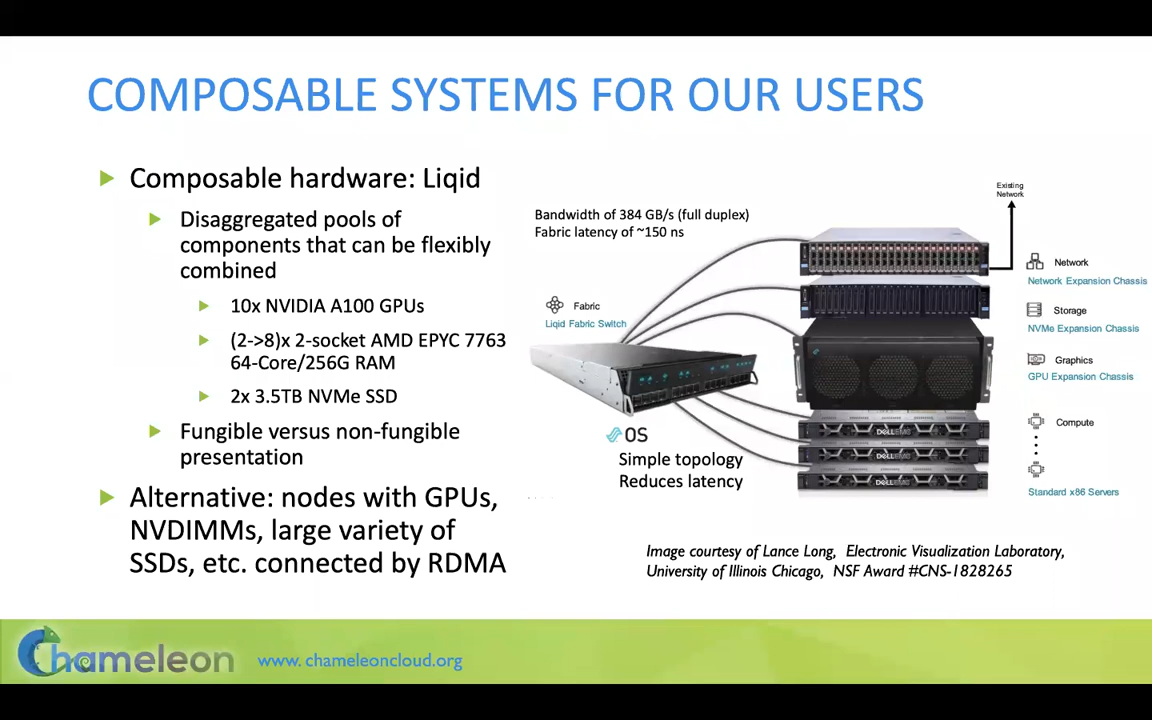 COMPOSABLE SYSTEMS FOR OUR USERS
Composable hardware: Liqid
Disaggregated pools of
components that can be flexibly
combined
10x NVIDIA A100 GPUs
(2->8)x 2-socket AMD EPYC 7763
64-Core/256G RAM
2x 3.5TB NVMe SSD
Fungible versus non-fungible
presentation
Alternative: nodes with GPUs,
NVDIMMs, large variety of
SSDs, etc. connected by RDMA
Bandwidth of 384 GB/s (full duplex)
Fabric latency of ~150 ns
Fabric
Liqid Fabric Switch
OS
Simple topology
Reduces latency
Existing
Network
Network
Network Expansion Chassis
Storage
NVMe Expansion Chassis
Graphics
GPU Expansion Chassis
Compute
Standard x86 Servers
DELLEMC
DELLEMC
DELLEMC
Image courtesy of Lance Long, Electronic Visualization Laboratory,
University of Illinois Chicago, NSF Award #CNS-1828265
Chameleon
www. chameleoncloud.org